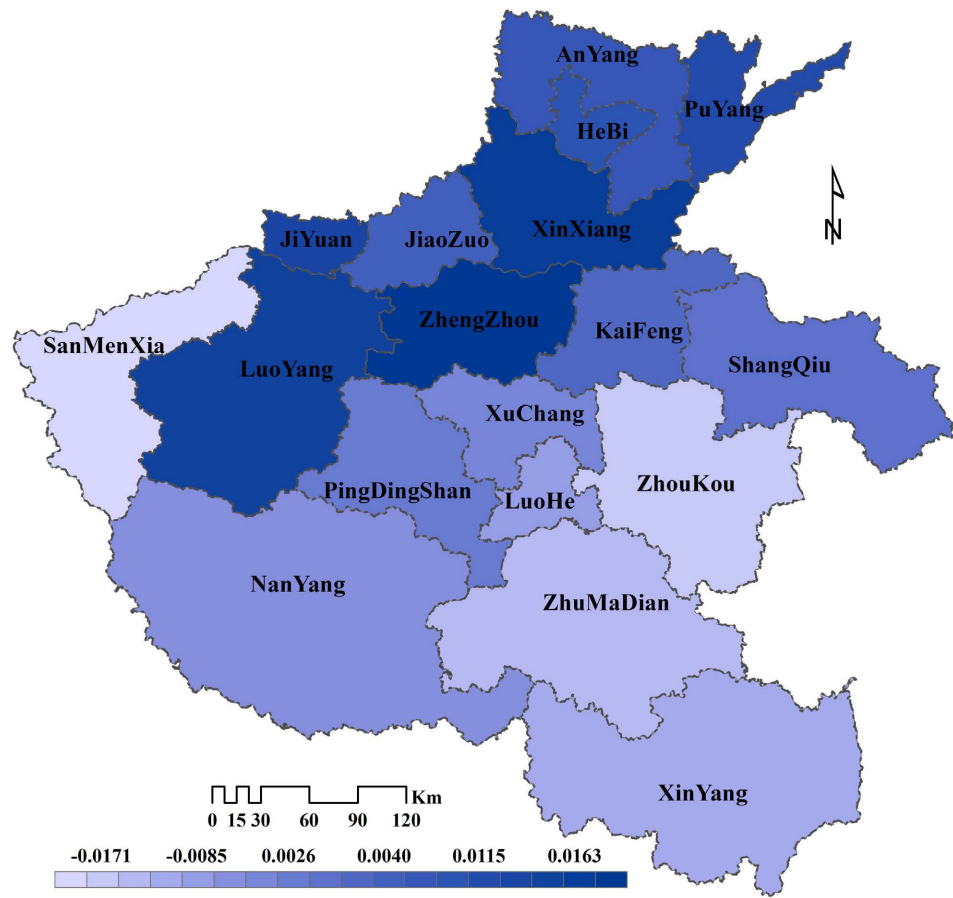 AnYang
PuYang
HeBi
XinXiang
N
JiYuan
JiaoZuo
ZhengZhou
KaiFeng
SanMenXia
LuoYang
ShangQiu
XuChang
PingDingShan
LuoHe
ZhouKou
NanYang
ZhuMaDian
XinYang
Km
0 15 30 60 90 120
-0.0171 -0.0085 0.0026 0.0040 0.0115 0.0163